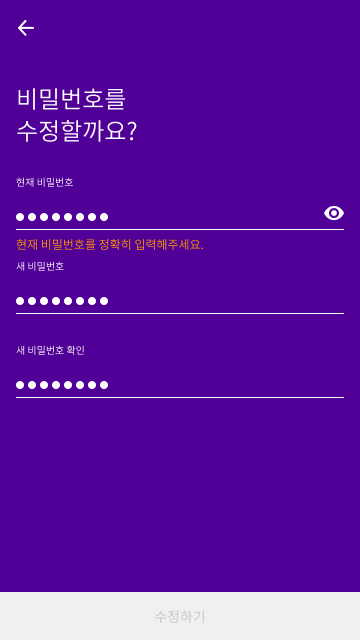 비밀번호를
수정할까요?
현재 비밀번호
현재 비밀번호를 정확히 입력해주세요.
새 비밀번호
새 비밀번호 확인
수정하기